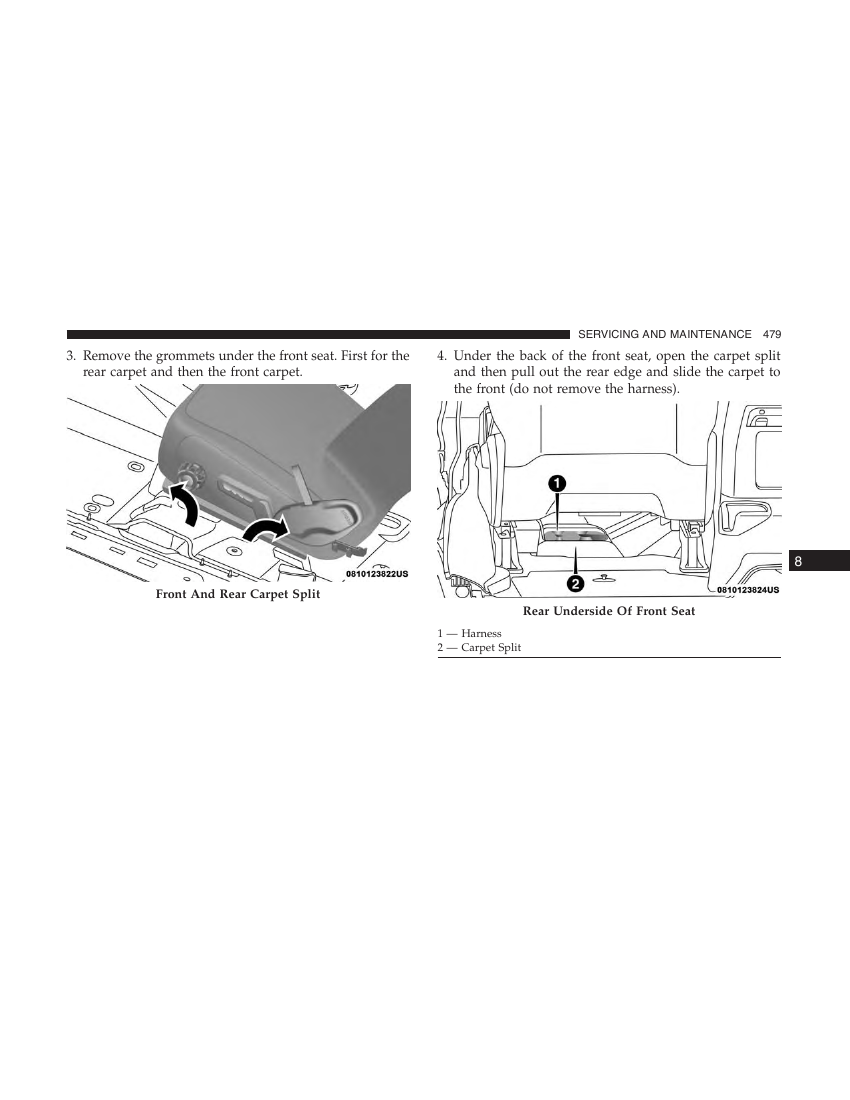 SERVICING AND MAINTENANCE 479
3. Remove the grommets under the front seat. First for the
rear carpet and then the front carpet.
0810123822US
Front And Rear Carpet Split
4. Under the back of the front seat, open the carpet split
and then pull out the rear edge and slide the carpet to
the front (do not remove the harness).
1
2
0810123824US
Rear Underside Of Front Seat
1 — Harness
2 — Carpet Split
8